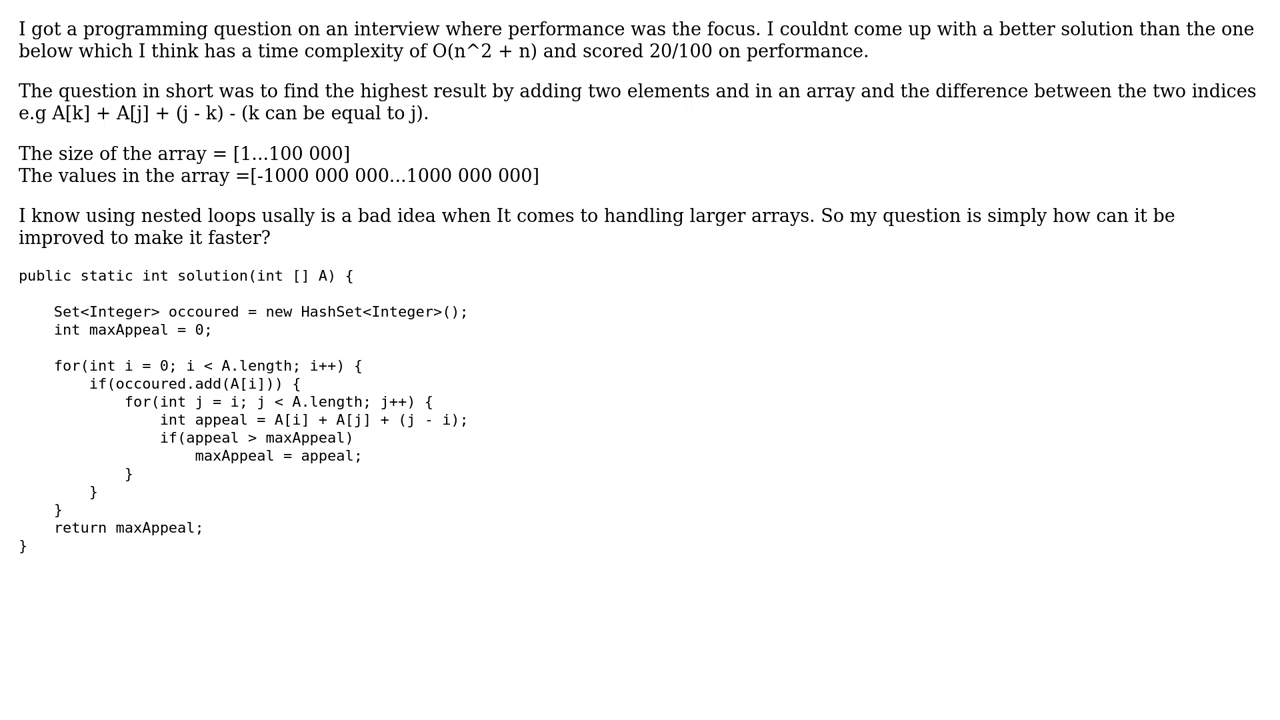 I got a programming question on an interview where performance was the focus. I couldnt come up with a better solution than the one
below which I think has a time complexity of O(n^2 + n) and scored 20/100 on performance.
The question in short was to find the highest result by adding two elements and in an array and the difference between the two indices
e.g A[k] + A[j] + (j - k) - (k can be equal to j).
The size of the array = [1...100 000]
The values in the array =[-1000 000 000...1000 000 000]
I know using nested loops usally is a bad idea when It comes to handling larger arrays. So my question is simply how can it be
improved to make it faster?
public static int solution(int [] A) {
    Set<Integer> occoured = new HashSet<Integer>();
    int maxAppeal = 0;
    for(int i = 0; i < A.length; i++) {
        if(occoured.add(A[i])) {
            for(int j = i; j < A.length; j++) {
                int appeal = A[i] + A[j] + (j - i);
                if(appeal > maxAppeal)
                    maxAppeal = appeal;
            }
        }
    }
    return maxAppeal;
}